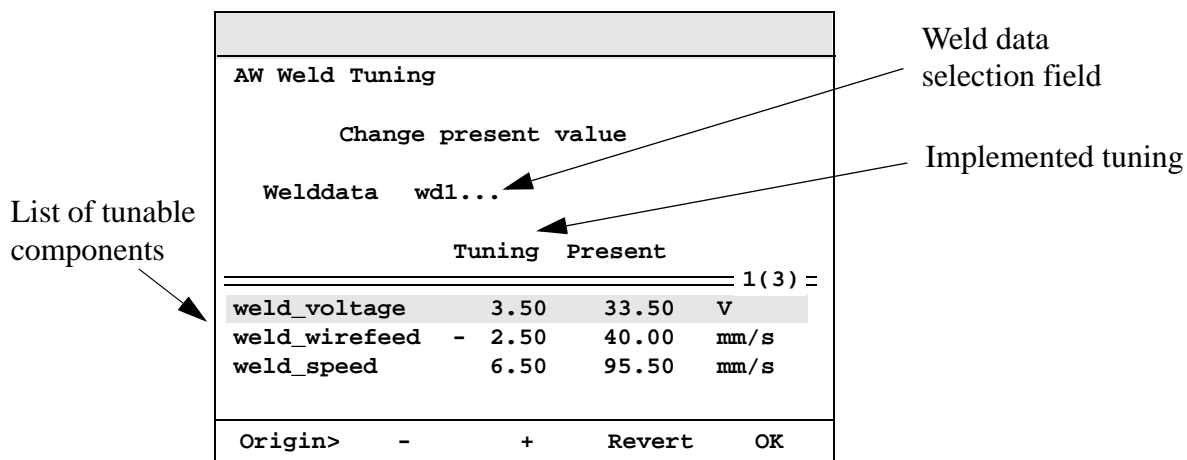 AW Weld Tuning
Change present value
Welddata wd1...
Tuning Present
1(3)
weld_voltage 3.50 33.50 V
weld_wirefeed - 2.50 40.00 mm/s
weld_speed 6.50 95.50 mm/s
Origin> - + Revert OK
Weld data
selection field
Implemented tuning
List of tunable
components